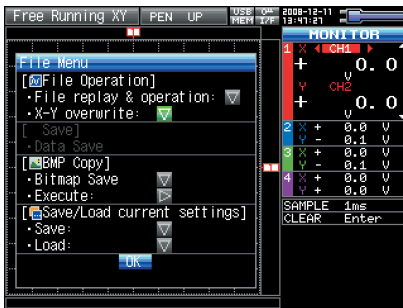 Free Running XY PEN UP USB MEM I/F 2008-12-11 13:41:21
MONITOR
File Menu
[File Operation]
・File replay & operation:
・X-Y overwrite:
[ Save]
・Data Save
[BMP Copy]
・Bitmap Save
・Execute:
[Save/Load current settings]
・Save:
・Load:
OK
1 X CH1
+ 0. 0
V
Y CH2
+ 0. 0
V
2 X + 0.0 V
Y - 0.1 V
3 X + 0.0 V
Y - 0.1 V
4 X + 0.0 V
Y + 0.0 V
SAMPLE 1ms
CLEAR Enter